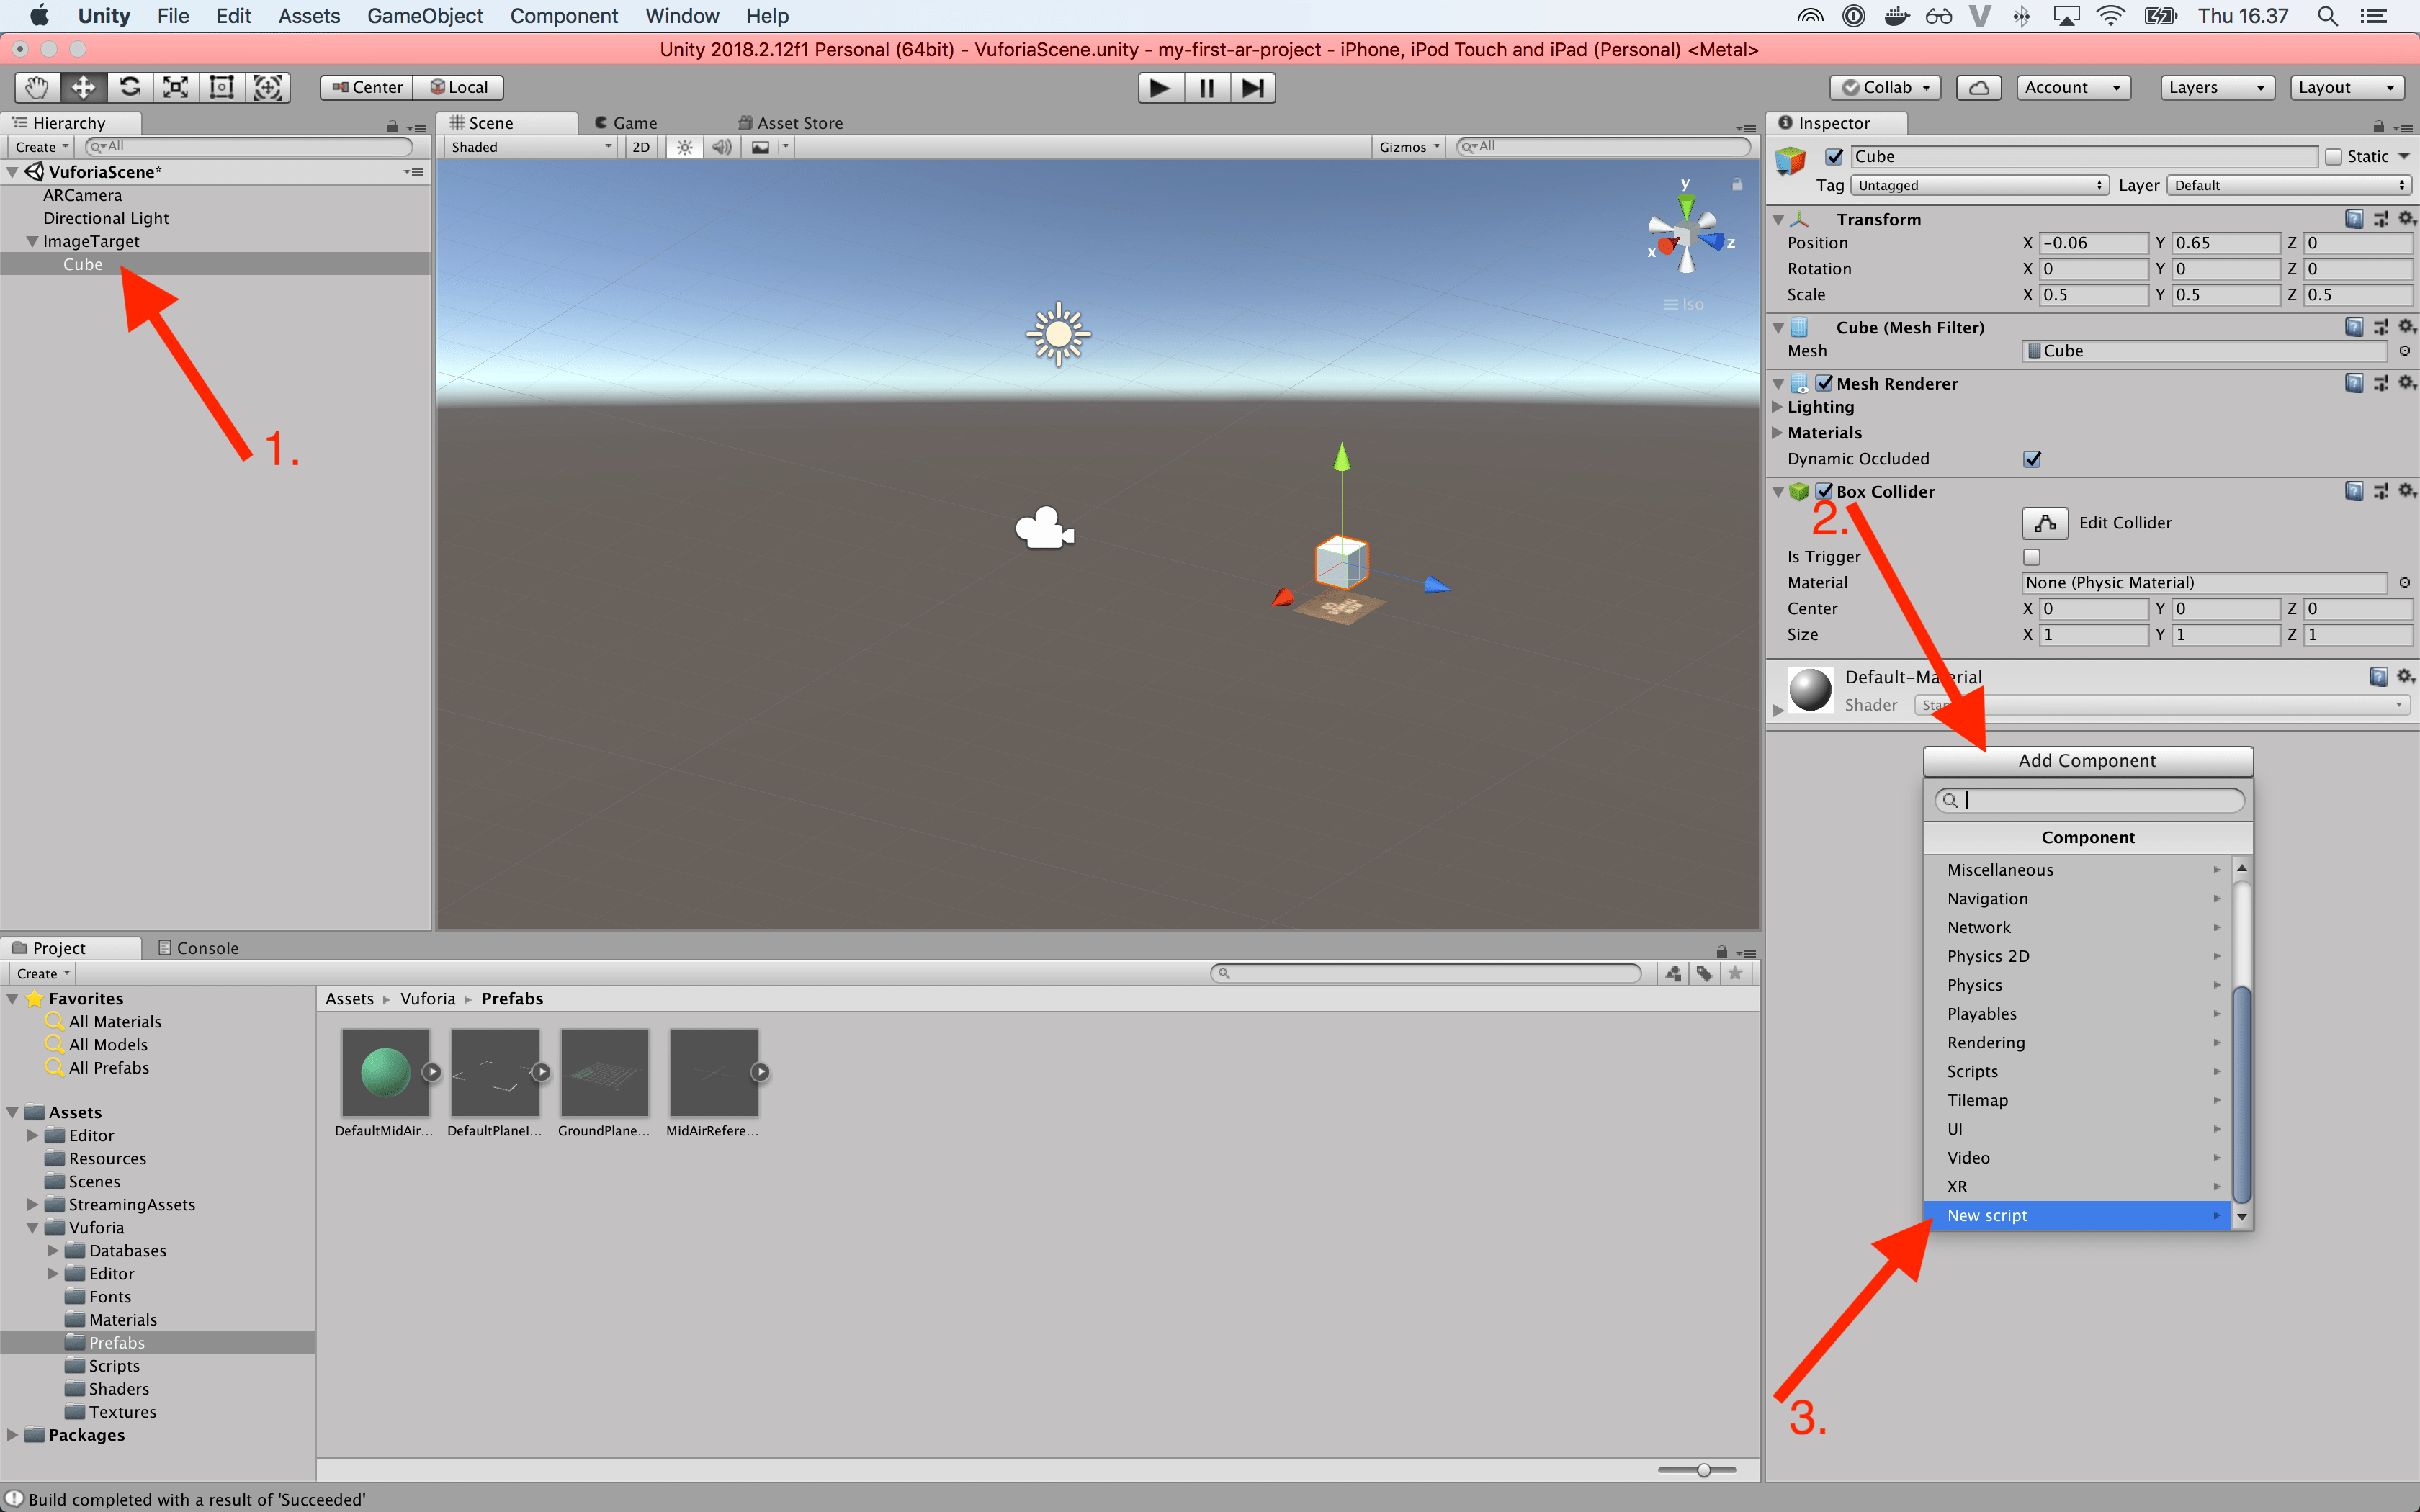 Unity File Edit Assets GameObject Component Window Help Thu 16.37
Unity 2018.2.12f1 Personal (64bit) - VuforiaScene.unity - my-first-ar-project - iPhone, iPod Touch and iPad (Personal) <Metal>
Center Local Collab Account Layers Layout
Hierarchy
Create All
VuforiaScene*
ARCamera
Directional Light
ImageTarget
Cube
1.
Scene Game Asset Store
Shaded 2D Gizmos All
y
x
z
Iso
Inspector
Cube Static
Tag Untagged Layer Default
Transform
Position X -0.06 Y 0.65 Z 0
Rotation X 0 Y 0 Z 0
Scale X 0.5 Y 0.5 Z 0.5
Cube (Mesh Filter)
Mesh Cube
Mesh Renderer
Lighting
Materials
Dynamic Occluded
Box Collider
2.
Edit Collider
Is Trigger
Material None (Physic Material)
Center X 0 Y 0 Z 0
Size X 1 Y 1 Z 1
Default-Material
Shader
Add Component
Component
Miscellaneous
Navigation
Network
Physics 2D
Physics
Playables
Rendering
Scripts
Tilemap
UI
Video
XR
New script
3.
Project Console
Create
Favorites
All Materials
All Models
All Prefabs
Assets
Editor
Resources
Scenes
StreamingAssets
Vuforia
Databases
Editor
Fonts
Materials
Prefabs
Scripts
Shaders
Textures
Packages
Assets Vuforia Prefabs
DefaultMidAir... DefaultPlaneI... GroundPlane... MidAirRefere...
Build completed with a result of 'Succeeded'